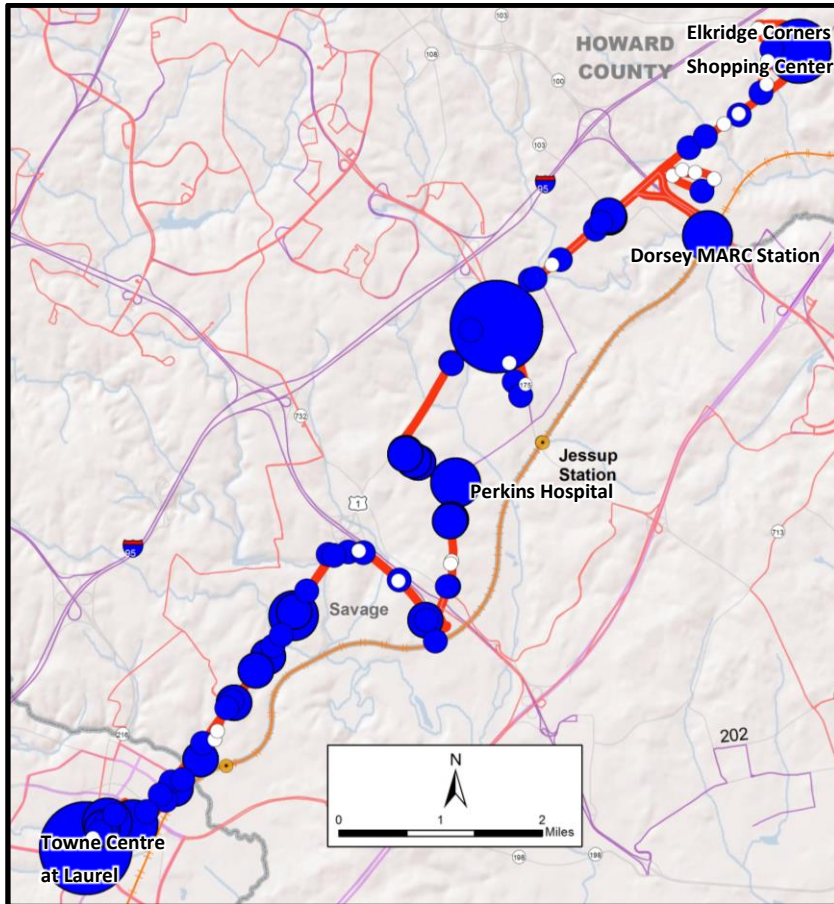 103
Elkridge Corners
HOWARD
COUNTY
108
Shopping Center
100
103
95
Dorsey MARC Station
175
732
Jessup
Station
Perkins Hospital
1
713
95
Savage
216
202
N
0
1
2
Miles
Towne Centre
at Laurel
198
198